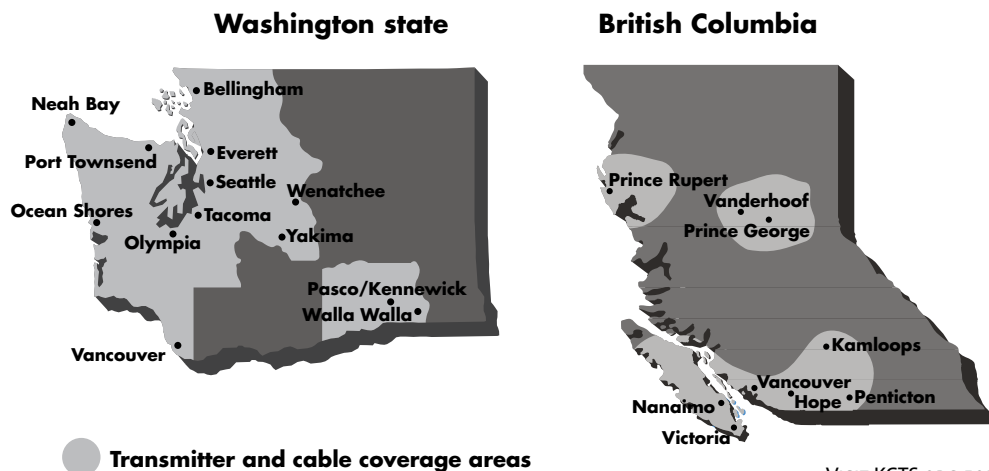 Washington state
British Columbia
Bellingham
Neah Bay
Everett
Port Townsend
Seattle
Wenatchee
Ocean Shores
Tacoma
Olympia
Yakima
Pasco/Kennewick
Walla Walla
Vancouver
Prince Rupert
Vanderhoof
Prince George
Kamloops
Vancouver
Hope
Penticton
Nanaimo
Victoria
Transmitter and cable coverage areas